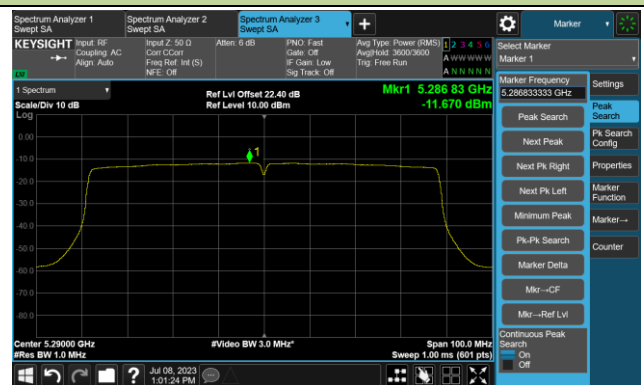 Spectrum Analyzer 1
Swept SA
Spectrum Analyzer 2
Swept SA
Spectrum Analyzer 3
Swept SA
Marker
KEYSIGHT
Input: RF
Coupling: AC
Align: Auto
Input Z: 50 Ω
Corr CCorr
Freq Ref: Int (S)
NFE: Off
Atten: 6 dB
PNO: Fast
Gate: Off
IF Gain: Low
Sig Track: Off
Avg Type: Power (RMS)
Avg|Hold: 3600/3600
Trig: Free Run
1 2 3 4 5 6
A W W W W W
A N N N N N
Select Marker
Marker 1
1 Spectrum
Scale/Div 10 dB
Ref Lvl Offset 22.40 dB
Ref Level 10.00 dBm
Mkr1 5.286 83 GHz
-11.670 dBm
Log
0.00
-10.0
-20.0
-30.0
-40.0
-50.0
-60.0
-70.0
-80.0
1
Center 5.29000 GHz
#Res BW 1.0 MHz
#Video BW 3.0 MHz*
Span 100.0 MHz
Sweep 1.00 ms (601 pts)
Marker Frequency
5.286833333 GHz
Peak Search
Next Peak
Next Pk Right
Next Pk Left
Minimum Peak
Pk-Pk Search
Marker Delta
Mkr→CF
Mkr→Ref Lvl
Continuous Peak
Search
On
Off
Settings
Peak
Search
Pk Search
Config
Properties
Marker
Function
Marker→
Counter
?
Jul 08, 2023
1:01:24 PM